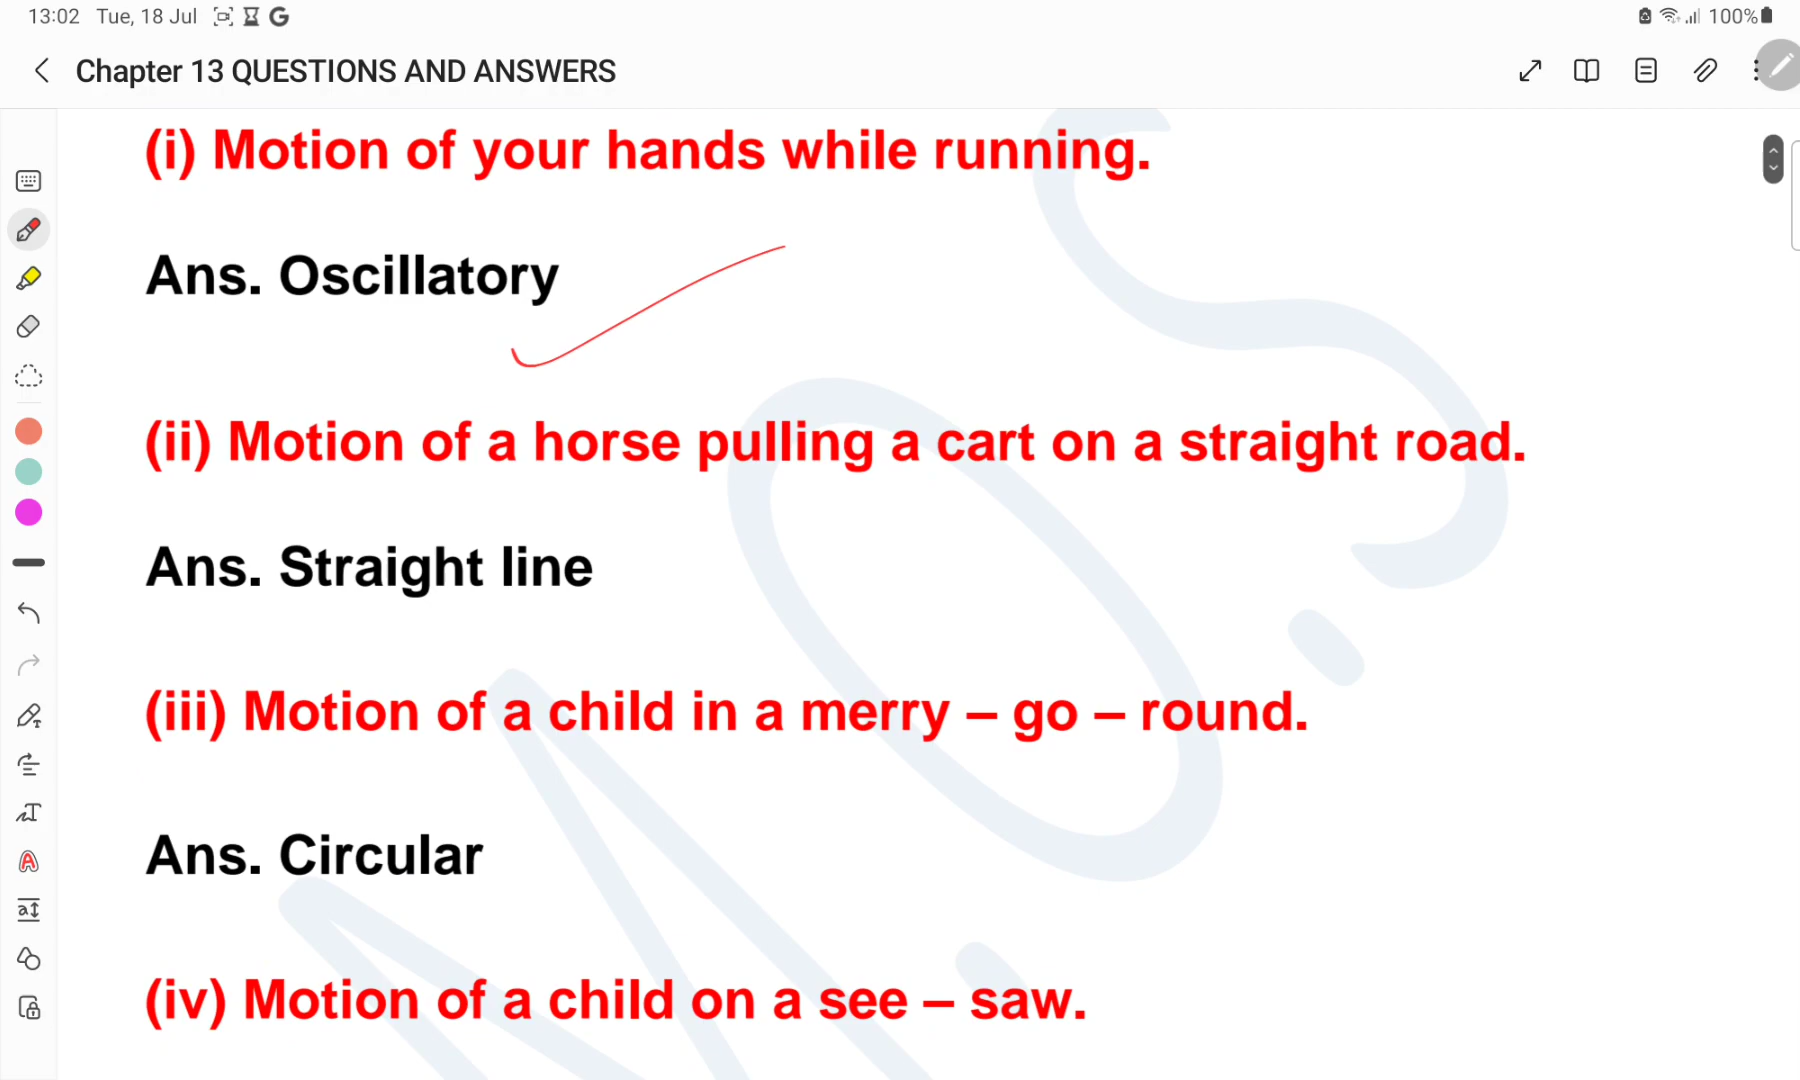 13:02 Tue, 18 Jul G 100%
Chapter 13 QUESTIONS AND ANSWERS
(i) Motion of your hands while running.
Ans. Oscillatory
(ii) Motion of a horse pulling a cart on a straight road.
Ans. Straight line
(iii) Motion of a child in a merry – go – round.
Ans. Circular
(iv) Motion of a child on a see – saw.
M.O.S